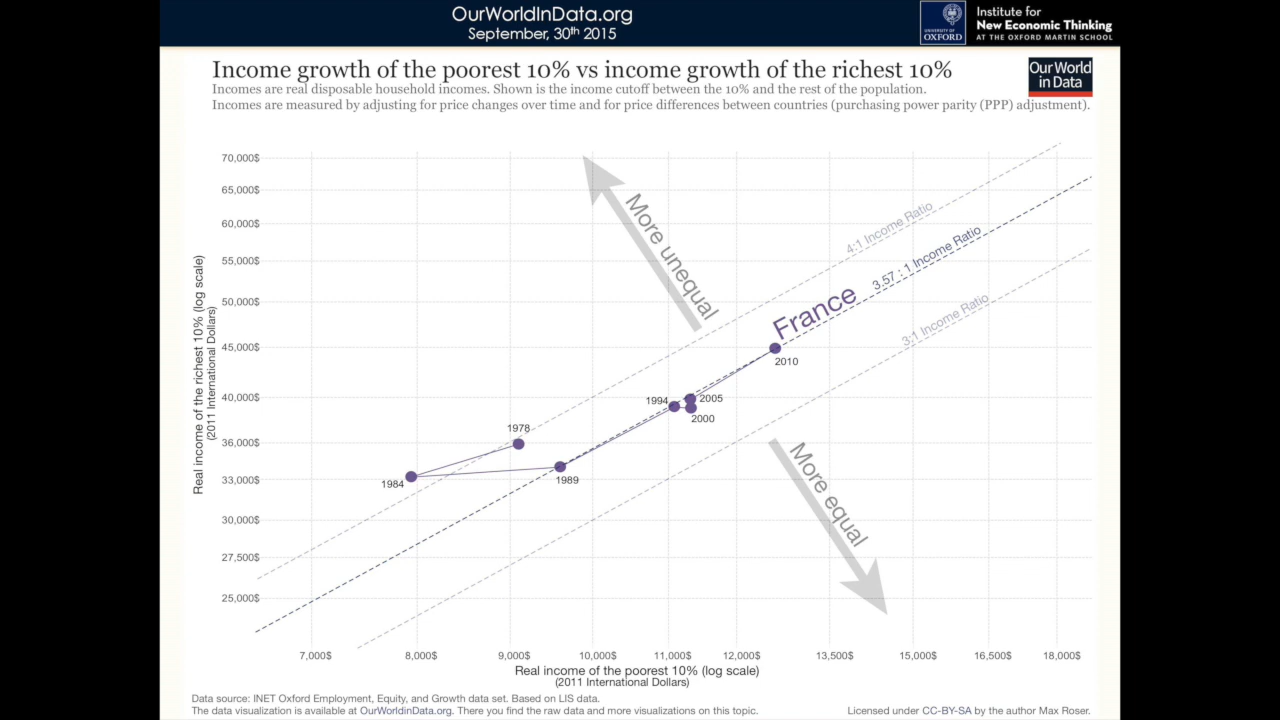 OurWorldInData.org
September, 30th 2015
UNIVERSITY OF
OXFORD
Institute for
New Economic Thinking
AT THE OXFORD MARTIN SCHOOL
Income growth of the poorest 10% vs income growth of the richest 10%
Incomes are real disposable household incomes. Shown is the income cutoff between the 10% and the rest of the population.
Incomes are measured by adjusting for price changes over time and for price differences between countries (purchasing power parity (PPP) adjustment).
Our World
in Data
70,000$
65,000$
60,000$
55,000$
50,000$
45,000$
40,000$
36,000$
33,000$
30,000$
27,500$
25,000$
Real income of the richest 10% (log scale)
(2011 International Dollars)
More unequal
4:1 Income Ratio
3.57 : 1 Income Ratio
3:1 Income Ratio
France
2010
1994
2005
2000
1978
1984
1989
More equal
7,000$ 8,000$ 9,000$ 10,000$ 11,000$ 12,000$ 13,500$ 15,000$ 16,500$ 18,000$
Real income of the poorest 10% (log scale)
(2011 International Dollars)
Data source: INET Oxford Employment, Equity, and Growth data set. Based on LIS data.
The data visualization is available at OurWorldinData.org. There you find the raw data and more visualizations on this topic.
Licensed under CC-BY-SA by the author Max Roser.